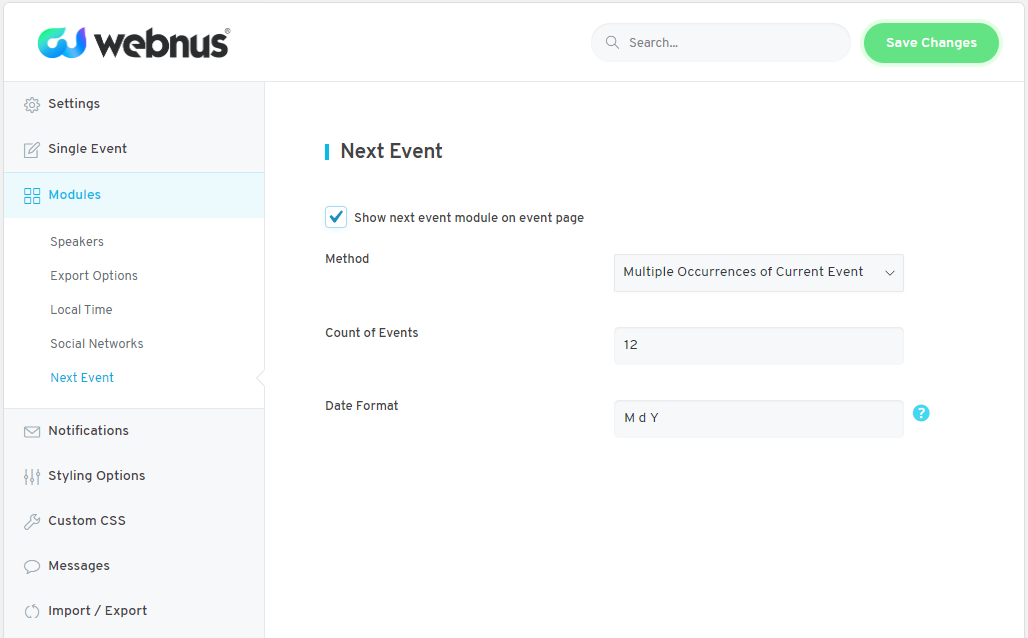 webnus®
Search...
Save Changes
Settings
Single Event
Modules
Speakers
Export Options
Local Time
Social Networks
Next Event
Notifications
Styling Options
Custom CSS
Messages
Import / Export
Next Event
Show next event module on event page
Method
Multiple Occurrences of Current Event
Count of Events
12
Date Format
M d Y
?